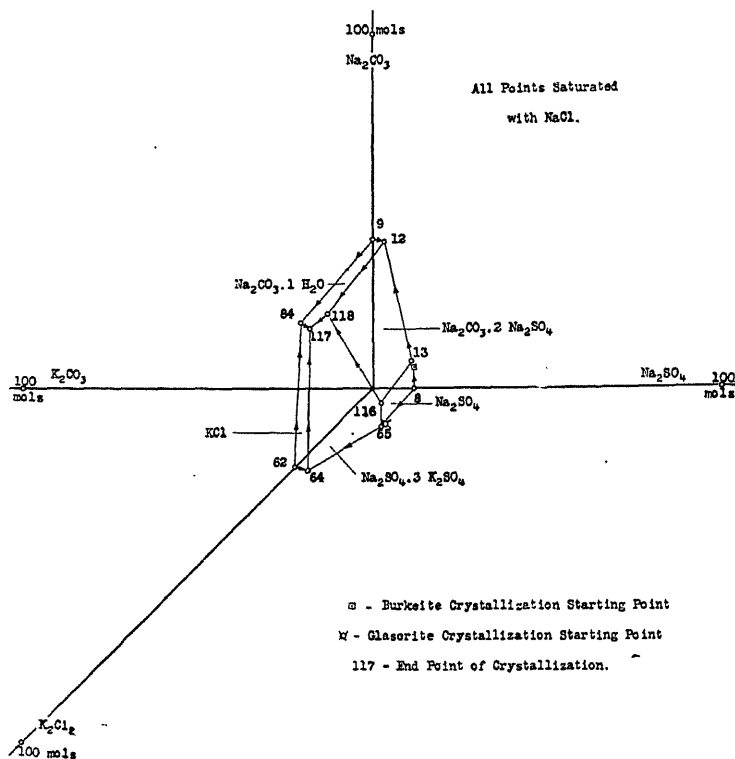 100 mols
Na₂CO₃
All Points Saturated
with NaCl.
9
12
Na₂CO₃.1 H₂O
84
118
117
Na₂CO₃.2 Na₂SO₄
13
100
mols
K₂CO₃
Na₂SO₄
100
mols
8
116
Na₂SO₄
KCl
65
62
64
Na₂SO₄.3 K₂SO₄
¤ - Burkeite Crystallization Starting Point
¤ - Glasorite Crystallization Starting Point
117 - End Point of Crystallization.
K₂Cl₂
100 mols